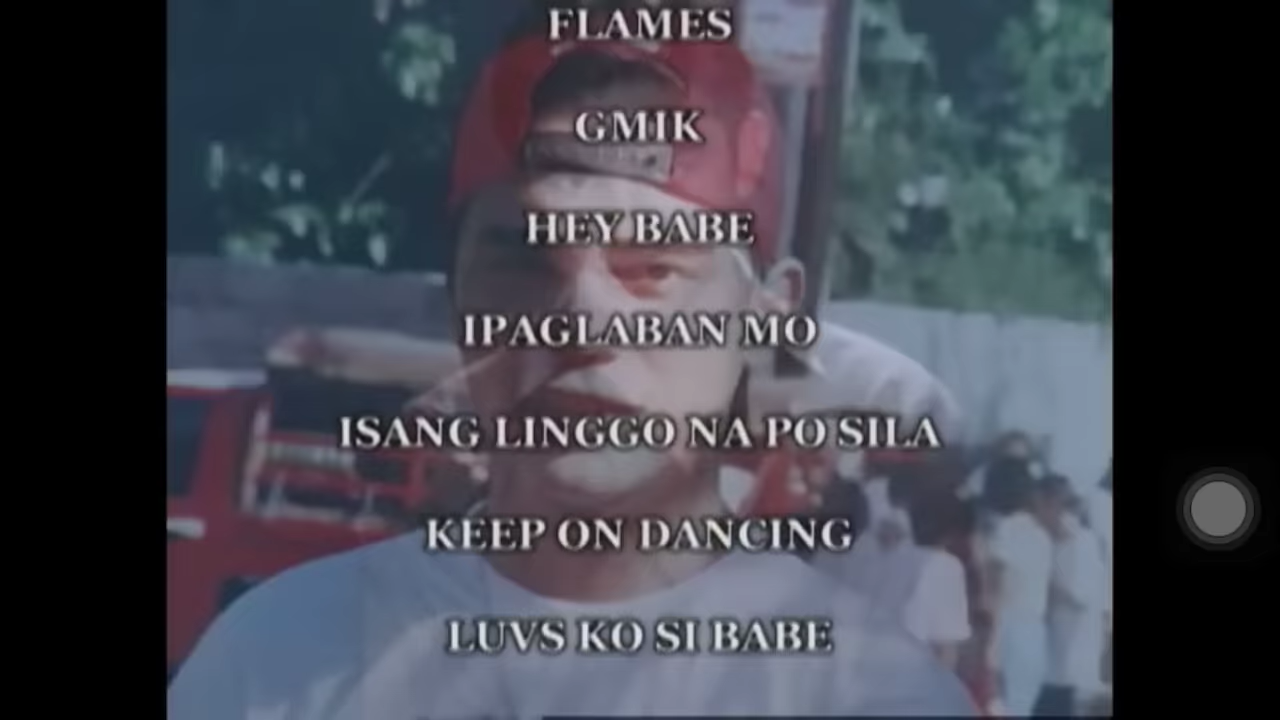 FLAMES
GMIK
HEY BABE
IPAGLABAN MO
ISANG LINGGO NA PO SILA
KEEP ON DANCING
LUVS KO SI BABE